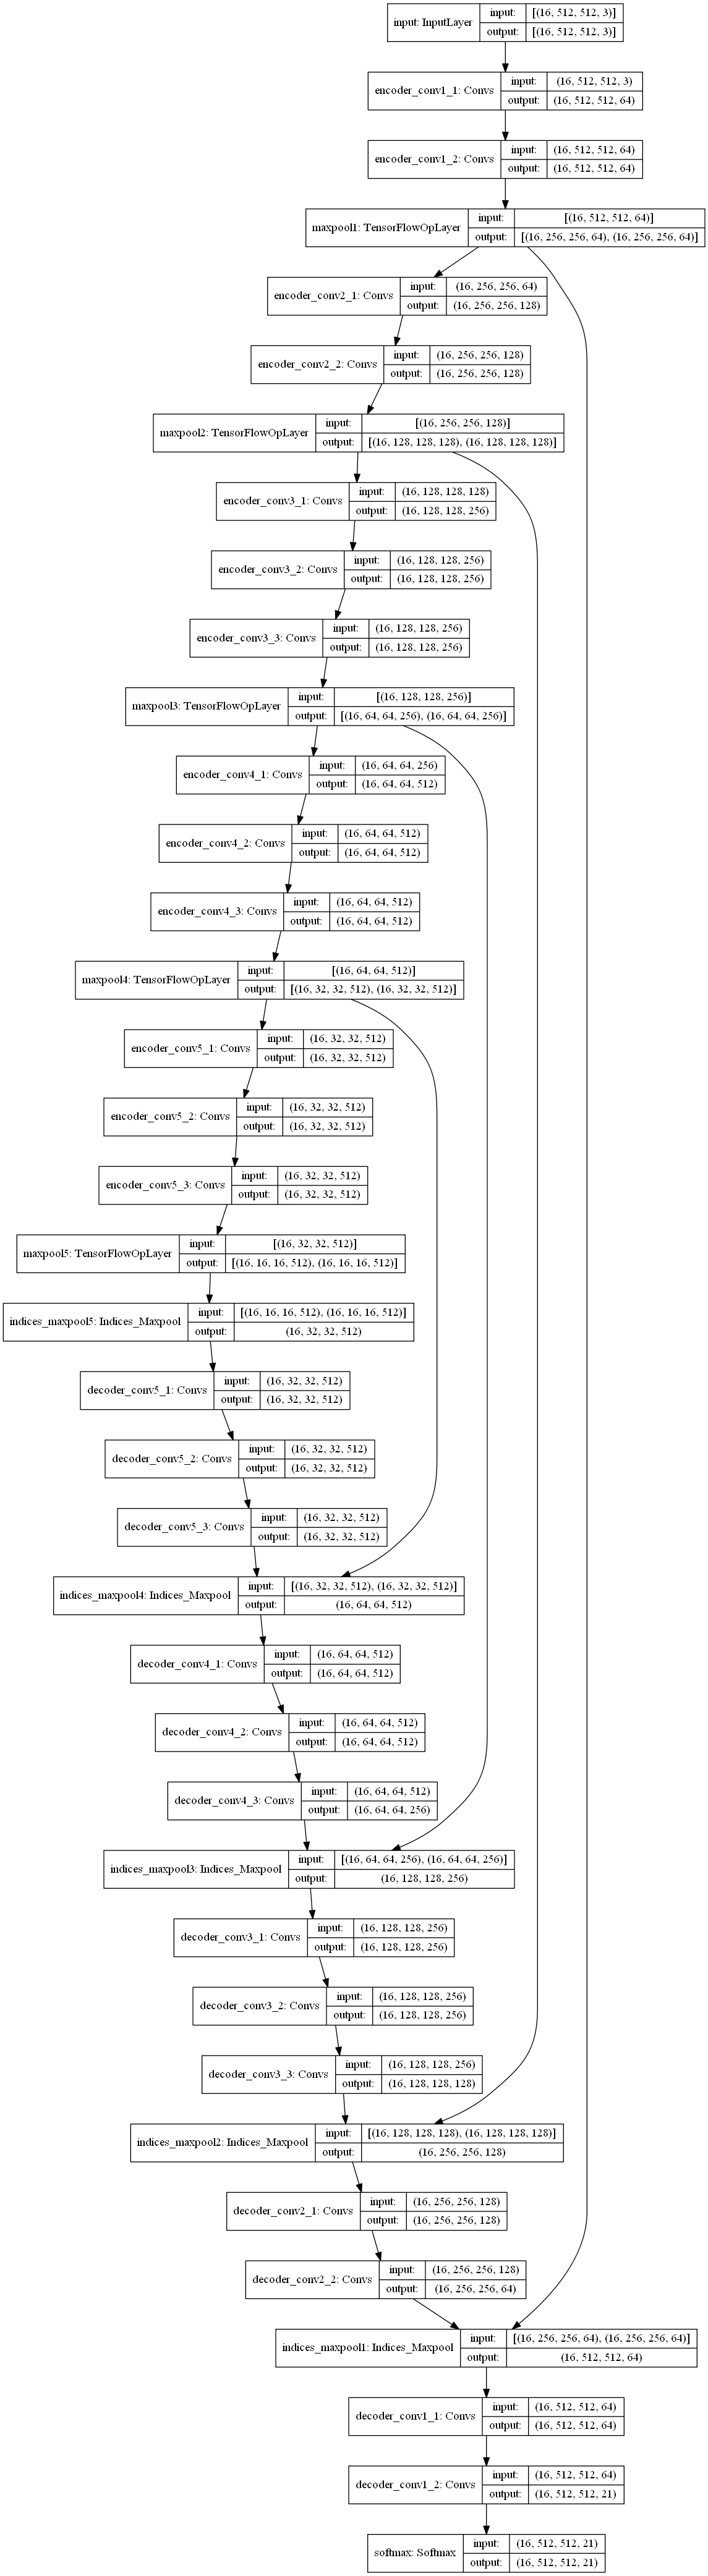 input: InputLayer
input: [(16, 512, 512, 3)]
output: [(16, 512, 512, 3)]
encoder_conv1_1: Convs
input: (16, 512, 512, 3)
output: (16, 512, 512, 64)
encoder_conv1_2: Convs
input: (16, 512, 512, 64)
output: (16, 512, 512, 64)
maxpool1: TensorFlowOpLayer
input: [(16, 512, 512, 64)]
output: [(16, 256, 256, 64), (16, 256, 256, 64)]
encoder_conv2_1: Convs
input: (16, 256, 256, 64)
output: (16, 256, 256, 128)
encoder_conv2_2: Convs
input: (16, 256, 256, 128)
output: (16, 256, 256, 128)
maxpool2: TensorFlowOpLayer
input: [(16, 256, 256, 128)]
output: [(16, 128, 128, 128), (16, 128, 128, 128)]
encoder_conv3_1: Convs
input: (16, 128, 128, 128)
output: (16, 128, 128, 256)
encoder_conv3_2: Convs
input: (16, 128, 128, 256)
output: (16, 128, 128, 256)
encoder_conv3_3: Convs
input: (16, 128, 128, 256)
output: (16, 128, 128, 256)
maxpool3: TensorFlowOpLayer
input: [(16, 128, 128, 256)]
output: [(16, 64, 64, 256), (16, 64, 64, 256)]
encoder_conv4_1: Convs
input: (16, 64, 64, 256)
output: (16, 64, 64, 512)
encoder_conv4_2: Convs
input: (16, 64, 64, 512)
output: (16, 64, 64, 512)
encoder_conv4_3: Convs
input: (16, 64, 64, 512)
output: (16, 64, 64, 512)
maxpool4: TensorFlowOpLayer
input: [(16, 64, 64, 512)]
output: [(16, 32, 32, 512), (16, 32, 32, 512)]
encoder_conv5_1: Convs
input: (16, 32, 32, 512)
output: (16, 32, 32, 512)
encoder_conv5_2: Convs
input: (16, 32, 32, 512)
output: (16, 32, 32, 512)
encoder_conv5_3: Convs
input: (16, 32, 32, 512)
output: (16, 32, 32, 512)
maxpool5: TensorFlowOpLayer
input: [(16, 32, 32, 512)]
output: [(16, 16, 16, 512), (16, 16, 16, 512)]
indices_maxpool5: Indices_Maxpool
input: [(16, 16, 16, 512), (16, 16, 16, 512)]
output: (16, 32, 32, 512)
decoder_conv5_1: Convs
input: (16, 32, 32, 512)
output: (16, 32, 32, 512)
decoder_conv5_2: Convs
input: (16, 32, 32, 512)
output: (16, 32, 32, 512)
decoder_conv5_3: Convs
input: (16, 32, 32, 512)
output: (16, 32, 32, 512)
indices_maxpool4: Indices_Maxpool
input: [(16, 32, 32, 512), (16, 32, 32, 512)]
output: (16, 64, 64, 512)
decoder_conv4_1: Convs
input: (16, 64, 64, 512)
output: (16, 64, 64, 512)
decoder_conv4_2: Convs
input: (16, 64, 64, 512)
output: (16, 64, 64, 512)
decoder_conv4_3: Convs
input: (16, 64, 64, 512)
output: (16, 64, 64, 256)
indices_maxpool3: Indices_Maxpool
input: [(16, 64, 64, 256), (16, 64, 64, 256)]
output: (16, 128, 128, 256)
decoder_conv3_1: Convs
input: (16, 128, 128, 256)
output: (16, 128, 128, 256)
decoder_conv3_2: Convs
input: (16, 128, 128, 256)
output: (16, 128, 128, 256)
decoder_conv3_3: Convs
input: (16, 128, 128, 256)
output: (16, 128, 128, 128)
indices_maxpool2: Indices_Maxpool
input: [(16, 128, 128, 128), (16, 128, 128, 128)]
output: (16, 256, 256, 128)
decoder_conv2_1: Convs
input: (16, 256, 256, 128)
output: (16, 256, 256, 128)
decoder_conv2_2: Convs
input: (16, 256, 256, 128)
output: (16, 256, 256, 64)
indices_maxpool1: Indices_Maxpool
input: [(16, 256, 256, 64), (16, 256, 256, 64)]
output: (16, 512, 512, 64)
decoder_conv1_1: Convs
input: (16, 512, 512, 64)
output: (16, 512, 512, 64)
decoder_conv1_2: Convs
input: (16, 512, 512, 64)
output: (16, 512, 512, 21)
softmax: Softmax
input: (16, 512, 512, 21)
output: (16, 512, 512, 21)